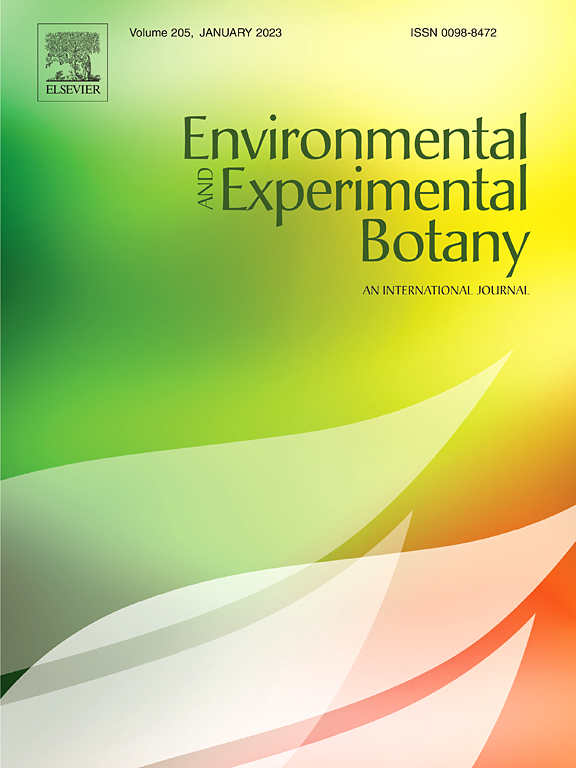 Volume 205, JANUARY 2023
ISSN 0098-8472
ELSEVIER
Environmental
AND Experimental
Botany
AN INTERNATIONAL JOURNAL